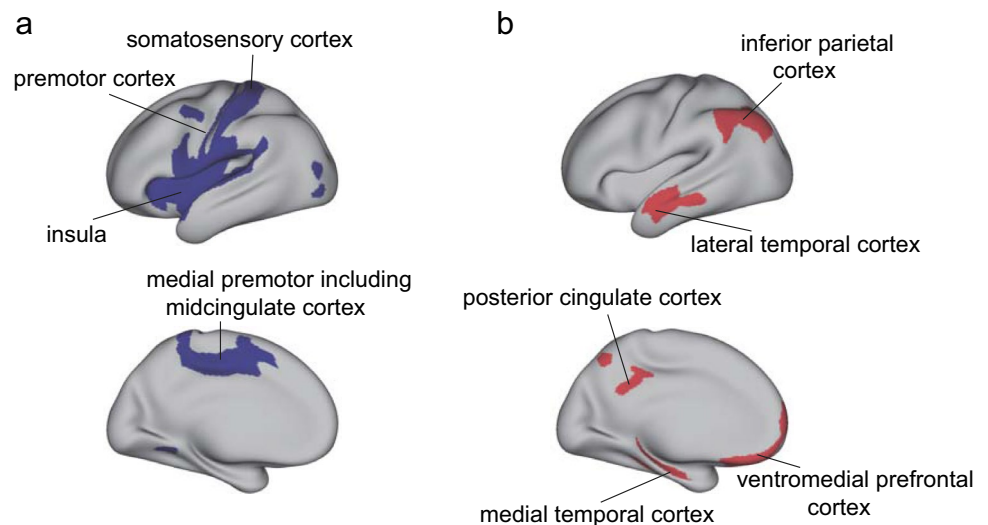 a
somatosensory cortex
premotor cortex
insula
medial premotor including
midcingulate cortex
b
inferior parietal
cortex
lateral temporal cortex
posterior cingulate cortex
ventromedial prefrontal
cortex
medial temporal cortex